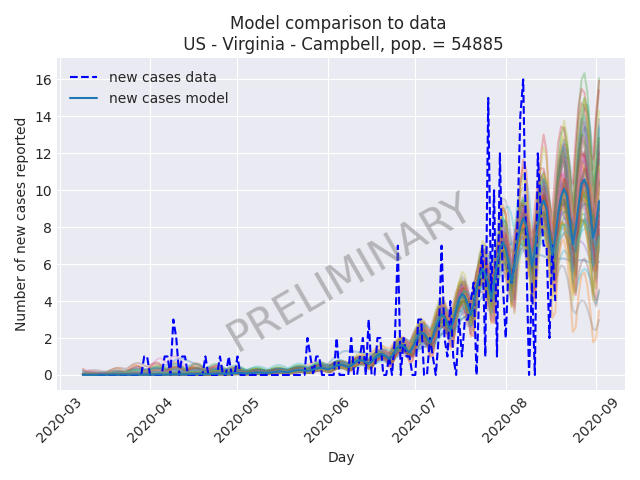 Model comparison to data
US - Virginia - Campbell, pop. = 54885
new cases data
new cases model
PRELIMINARY
Number of new cases reported
16
14
12
10
8
6
4
2
0
2020-03
2020-04
2020-05
2020-06
2020-07
2020-08
2020-09
Day